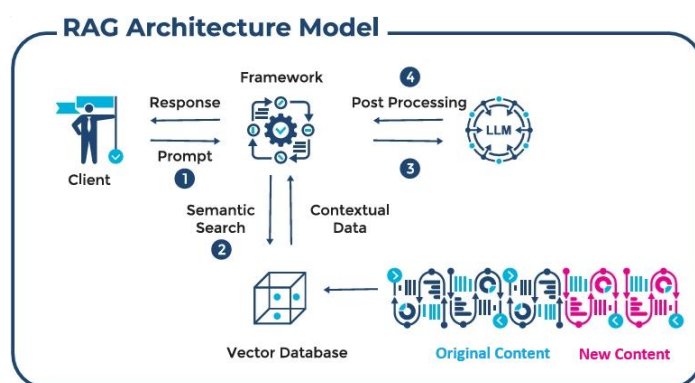 RAG Architecture Model
Framework
4
Response
Post Processing
LLM
Prompt
1
3
Client
Semantic
Search
2
Contextual
Data
Vector Database
Original Content
New Content